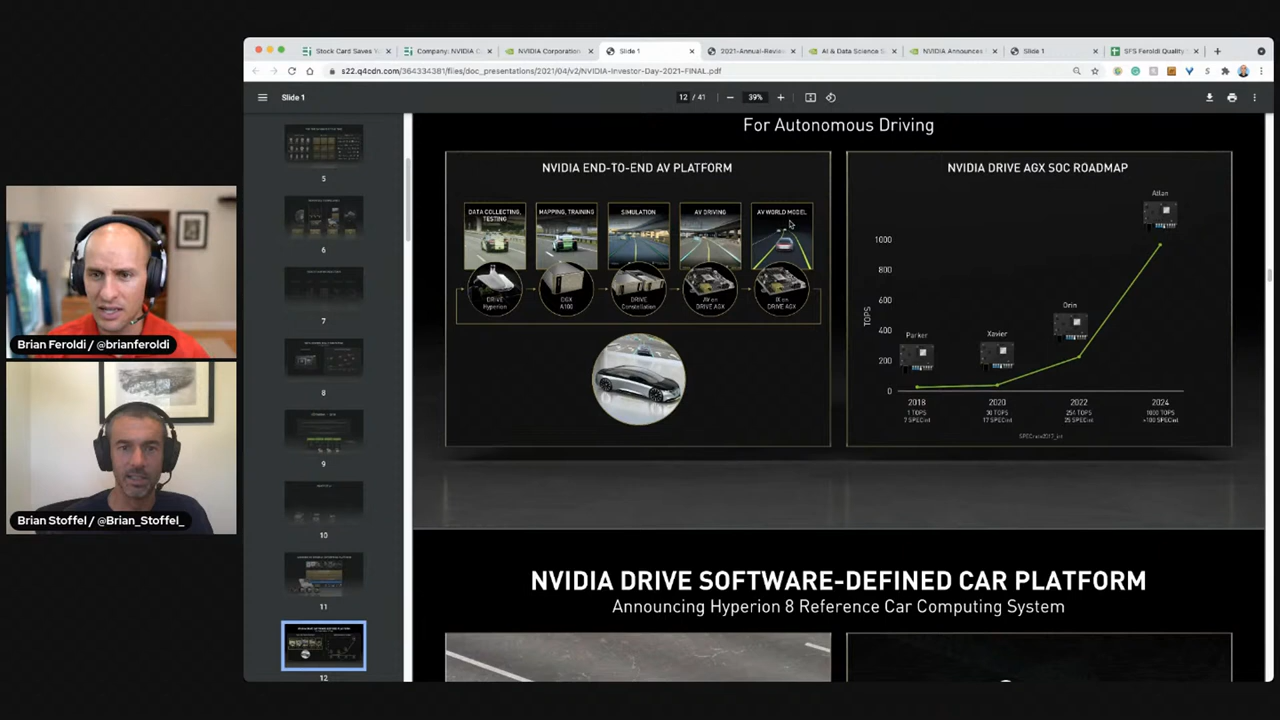 Stock Card Saves
Company: NVIDIA C
NVIDIA Corporation
Slide 1
2021-Annual-Review
AI & Data Science S
NVIDIA Announces
Slide 1
SFS Feroldi Quality
s22.q4cdn.com/364334381/files/doc_presentations/2021/04/v2/NVIDIA-Investor-Day-2021-FINAL.pdf
Slide 1
12 / 41
39%
5
6
7
8
9
10
11
12
For Autonomous Driving
NVIDIA END-TO-END AV PLATFORM
DATA COLLECTING, TESTING
MAPPING, TRAINING
SIMULATION
AV DRIVING
AV WORLD MODEL
DRIVE Hyperion
DGX A100
DRIVE Constellation
AV on DRIVE AGX
IX on DRIVE AGX
NVIDIA DRIVE AGX SOC ROADMAP
Atlan
Orin
Xavier
Parker
TOPS
1000
800
600
400
200
0
2018
2020
2022
2024
1 TOPS
30 TOPS
254 TOPS
1000 TOPS
7 SPECint
17 SPECint
25 SPECint
>100 SPECint
SPECrate2017_int
NVIDIA DRIVE SOFTWARE-DEFINED CAR PLATFORM
Announcing Hyperion 8 Reference Car Computing System
Brian Feroldi / @brianferoldi
Brian Stoffel / @Brian_Stoffel_